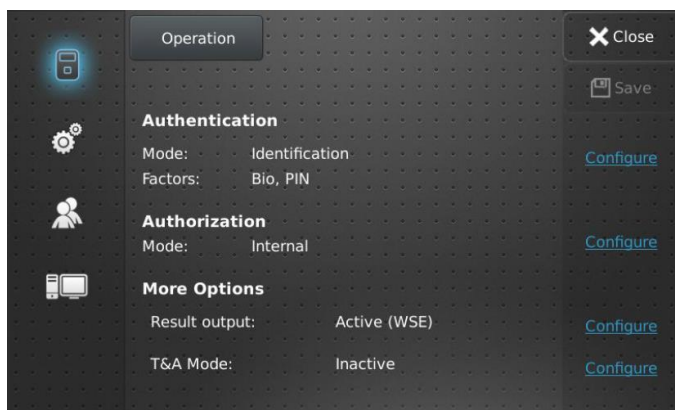 Operation
Close
Save
Authentication
Mode: Identification
Configure
Factors: Bio, PIN
Authorization
Mode: Internal
Configure
More Options
Result output: Active (WSE)
Configure
T&A Mode: Inactive
Configure